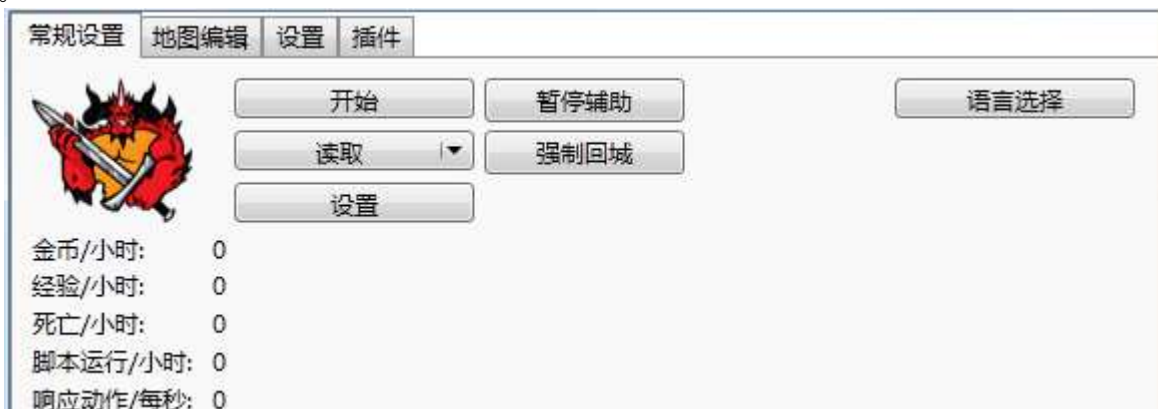 常规设置 地图编辑 设置 插件
开始 暂停辅助 语言选择
读取 强制回城
设置
金币/小时: 0
经验/小时: 0
死亡/小时: 0
脚本运行/小时: 0
响应动作/每秒: 0